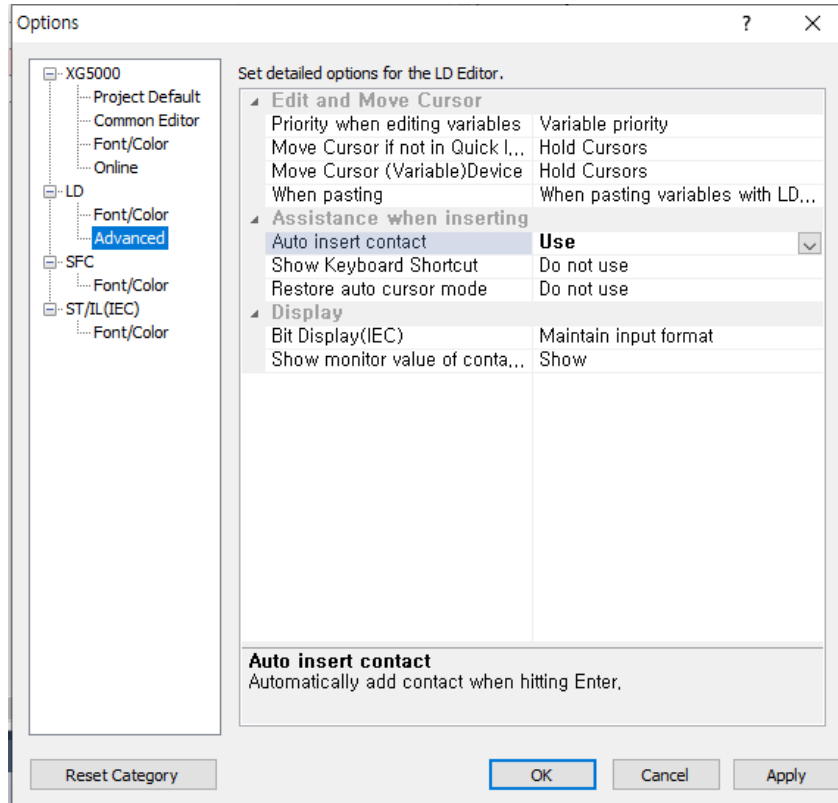 Options
?
XG5000
Project Default
Common Editor
Font/Color
Online
LD
Font/Color
Advanced
SFC
Font/Color
ST/IL(IEC)
Font/Color
Set detailed options for the LD Editor.
Edit and Move Cursor
Priority when editing variables Variable priority
Move Cursor if not in Quick I... Hold Cursors
Move Cursor (Variable)Device Hold Cursors
When pasting When pasting variables with LD...
Assistance when inserting
Auto insert contact Use
Show Keyboard Shortcut Do not use
Restore auto cursor mode Do not use
Display
Bit Display(IEC) Maintain input format
Show monitor value of conta... Show
Auto insert contact
Automatically add contact when hitting Enter.
Reset Category OK Cancel Apply